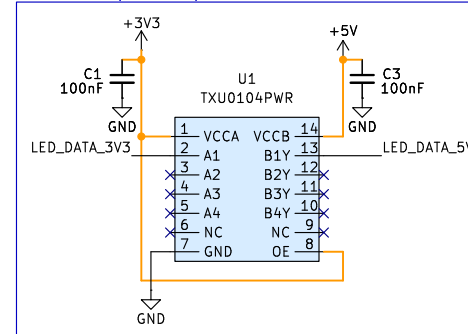 +3V3
+5V
C1
100nF
GND
U1
TXU0104PWR
C3
100nF
GND
LED_DATA_3V3
LED_DATA_5V
1 VCCA VCCB 14
2 A1 B1Y 13
3 A2 B2Y 12
4 A3 B3Y 11
5 A4 B4Y 10
6 NC NC 9
7 GND OE 8
GND